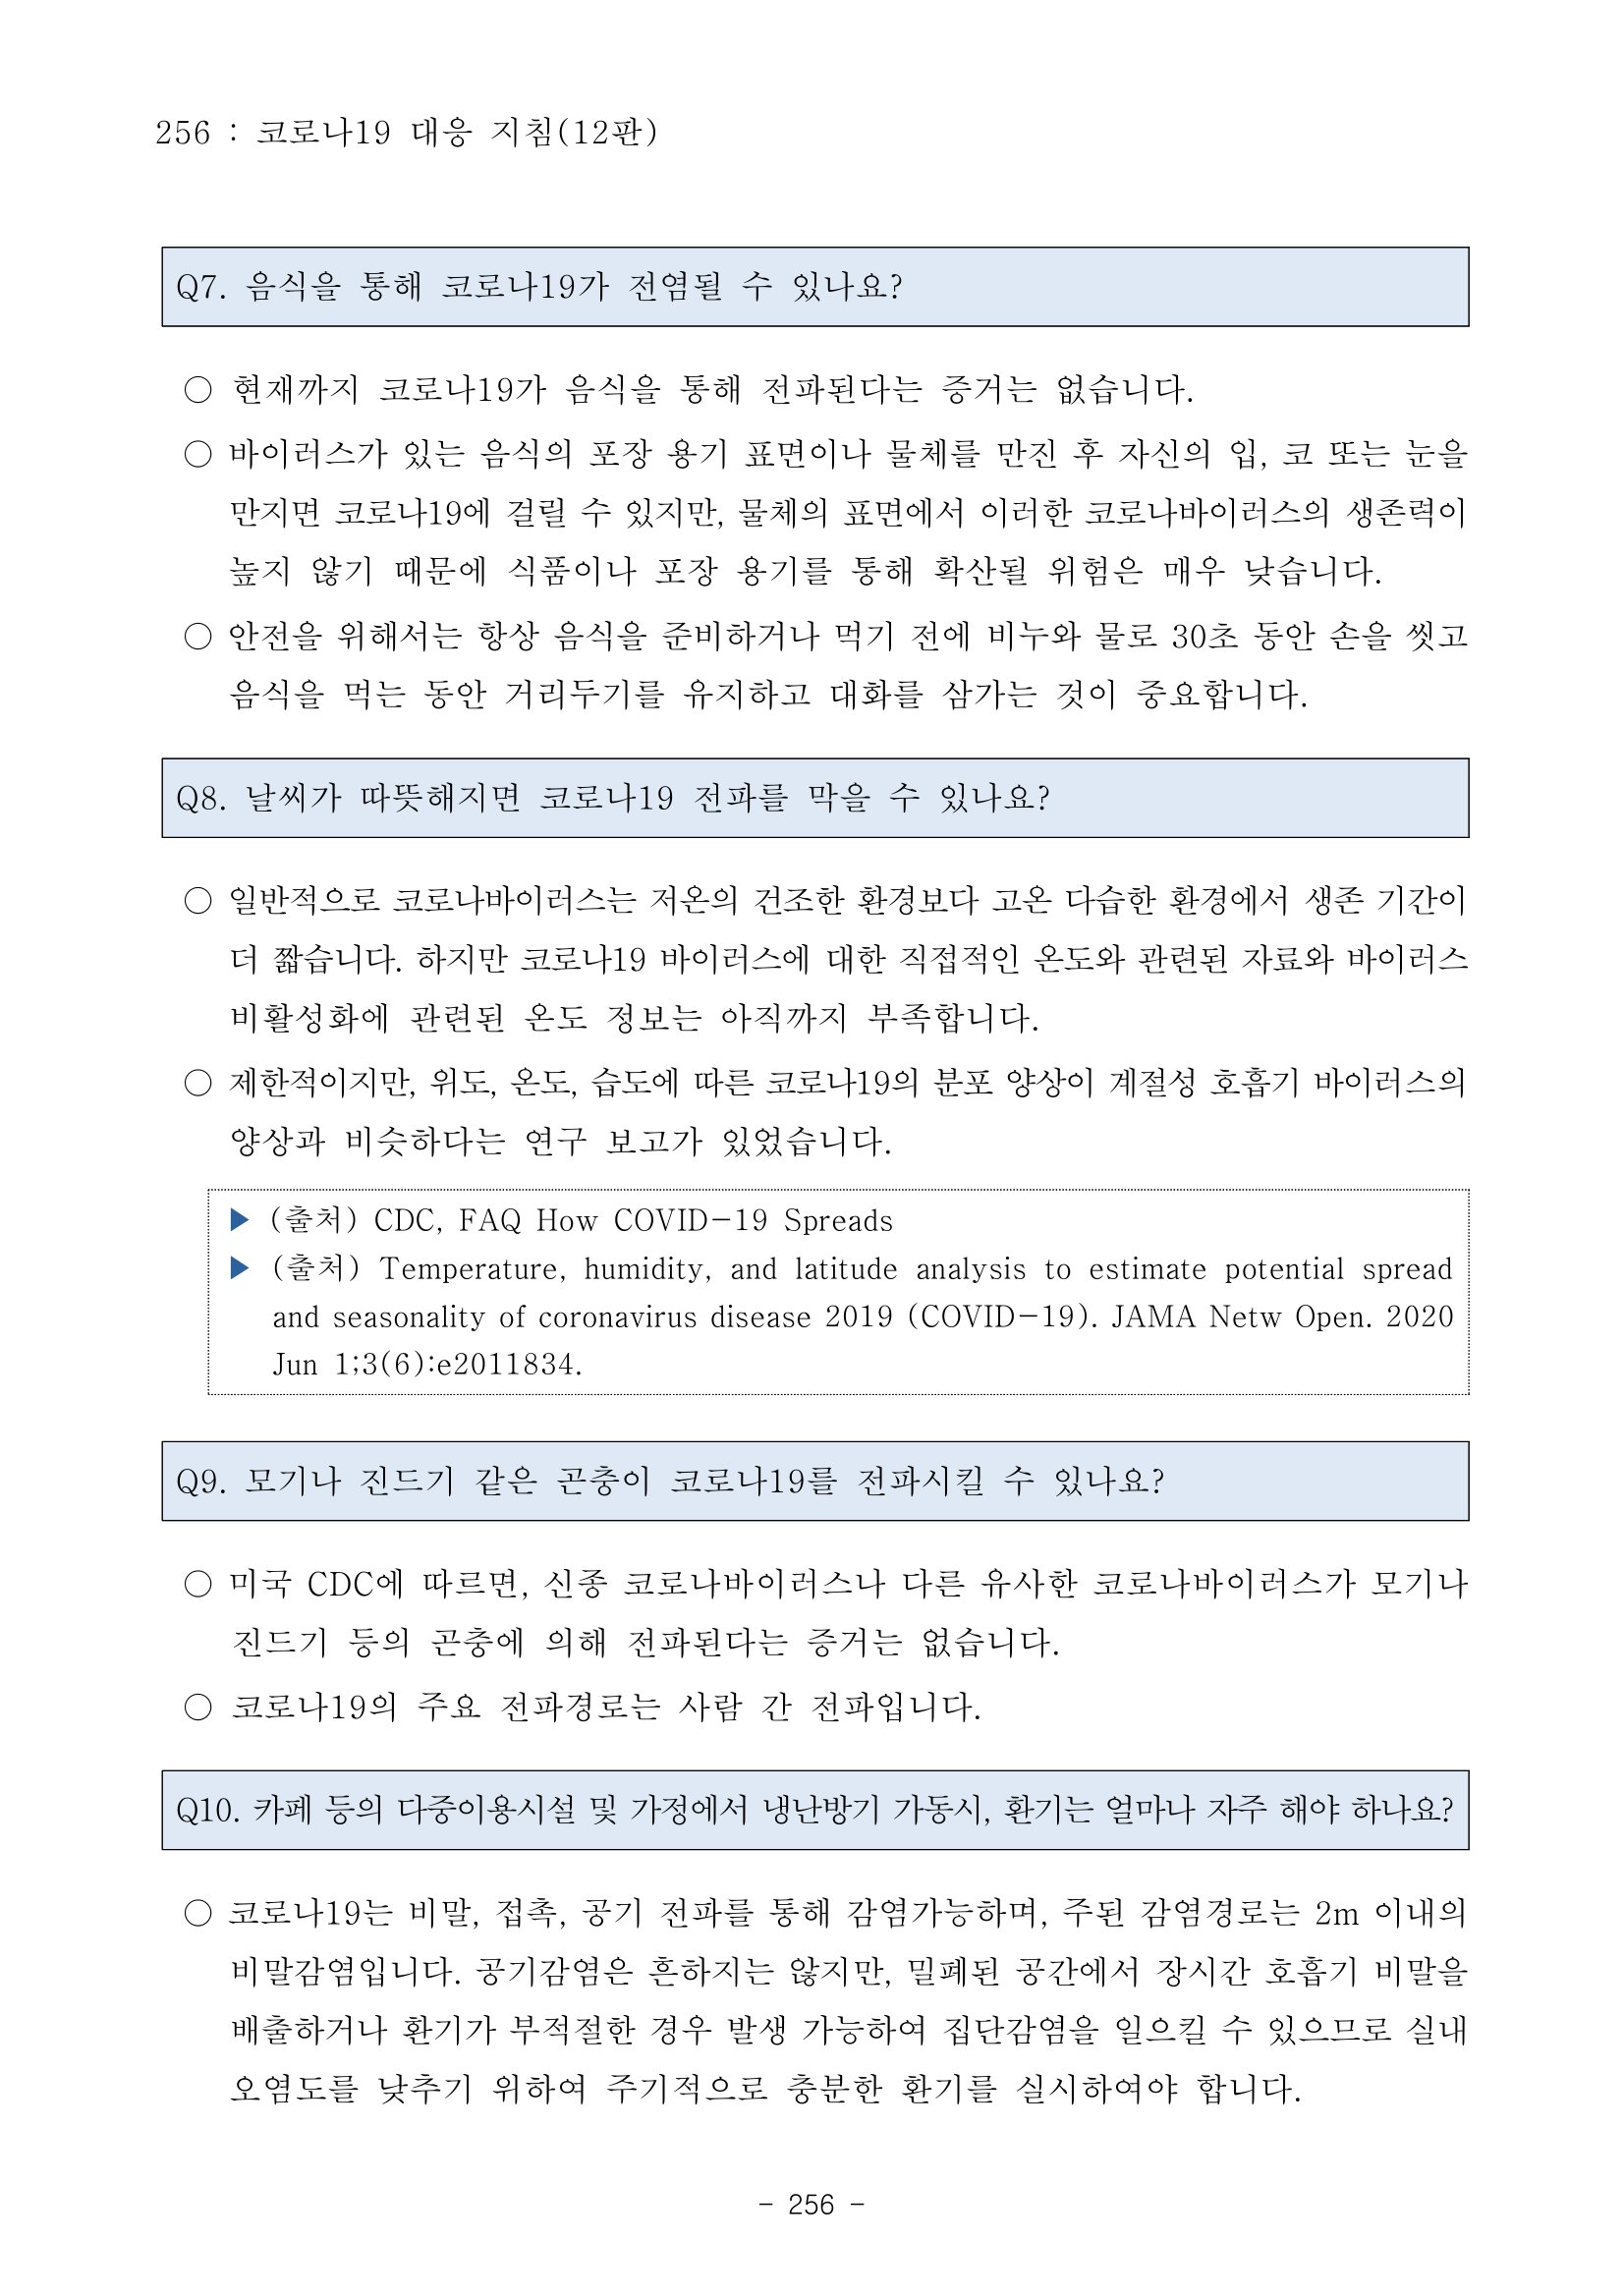 256 : 코로나19 대응 지침(12판)
Q7. 음식을 통해 코로나19가 전염될 수 있나요?
○ 현재까지 코로나19가 음식을 통해 전파된다는 증거는 없습니다.
○ 바이러스가 있는 음식의 포장 용기 표면이나 물체를 만진 후 자신의 입, 코 또는 눈을
만지면 코로나19에 걸릴 수 있지만, 물체의 표면에서 이러한 코로나바이러스의 생존력이
높지 않기 때문에 식품이나 포장 용기를 통해 확산될 위험은 매우 낮습니다.
○ 안전을 위해서는 항상 음식을 준비하거나 먹기 전에 비누와 물로 30초 동안 손을 씻고
음식을 먹는 동안 거리두기를 유지하고 대화를 삼가는 것이 중요합니다.
Q8. 날씨가 따뜻해지면 코로나19 전파를 막을 수 있나요?
○ 일반적으로 코로나바이러스는 저온의 건조한 환경보다 고온 다습한 환경에서 생존 기간이
더 짧습니다. 하지만 코로나19 바이러스에 대한 직접적인 온도와 관련된 자료와 바이러스
비활성화에 관련된 온도 정보는 아직까지 부족합니다.
○ 제한적이지만, 위도, 온도, 습도에 따른 코로나19의 분포 양상이 계절성 호흡기 바이러스의
양상과 비슷하다는 연구 보고가 있었습니다.
▶ (출처) CDC, FAQ How COVID-19 Spreads
▶ (출처) Temperature, humidity, and latitude analysis to estimate potential spread
and seasonality of coronavirus disease 2019 (COVID-19). JAMA Netw Open. 2020
Jun 1;3(6):e2011834.
Q9. 모기나 진드기 같은 곤충이 코로나19를 전파시킬 수 있나요?
○ 미국 CDC에 따르면, 신종 코로나바이러스나 다른 유사한 코로나바이러스가 모기나
진드기 등의 곤충에 의해 전파된다는 증거는 없습니다.
○ 코로나19의 주요 전파경로는 사람 간 전파입니다.
Q10. 카페 등의 다중이용시설 및 가정에서 냉난방기 가동시, 환기는 얼마나 자주 해야 하나요?
○ 코로나19는 비말, 접촉, 공기 전파를 통해 감염가능하며, 주된 감염경로는 2m 이내의
비말감염입니다. 공기감염은 흔하지는 않지만, 밀폐된 공간에서 장시간 호흡기 비말을
배출하거나 환기가 부적절한 경우 발생 가능하여 집단감염을 일으킬 수 있으므로 실내
오염도를 낮추기 위하여 주기적으로 충분한 환기를 실시하여야 합니다.
- 256 -